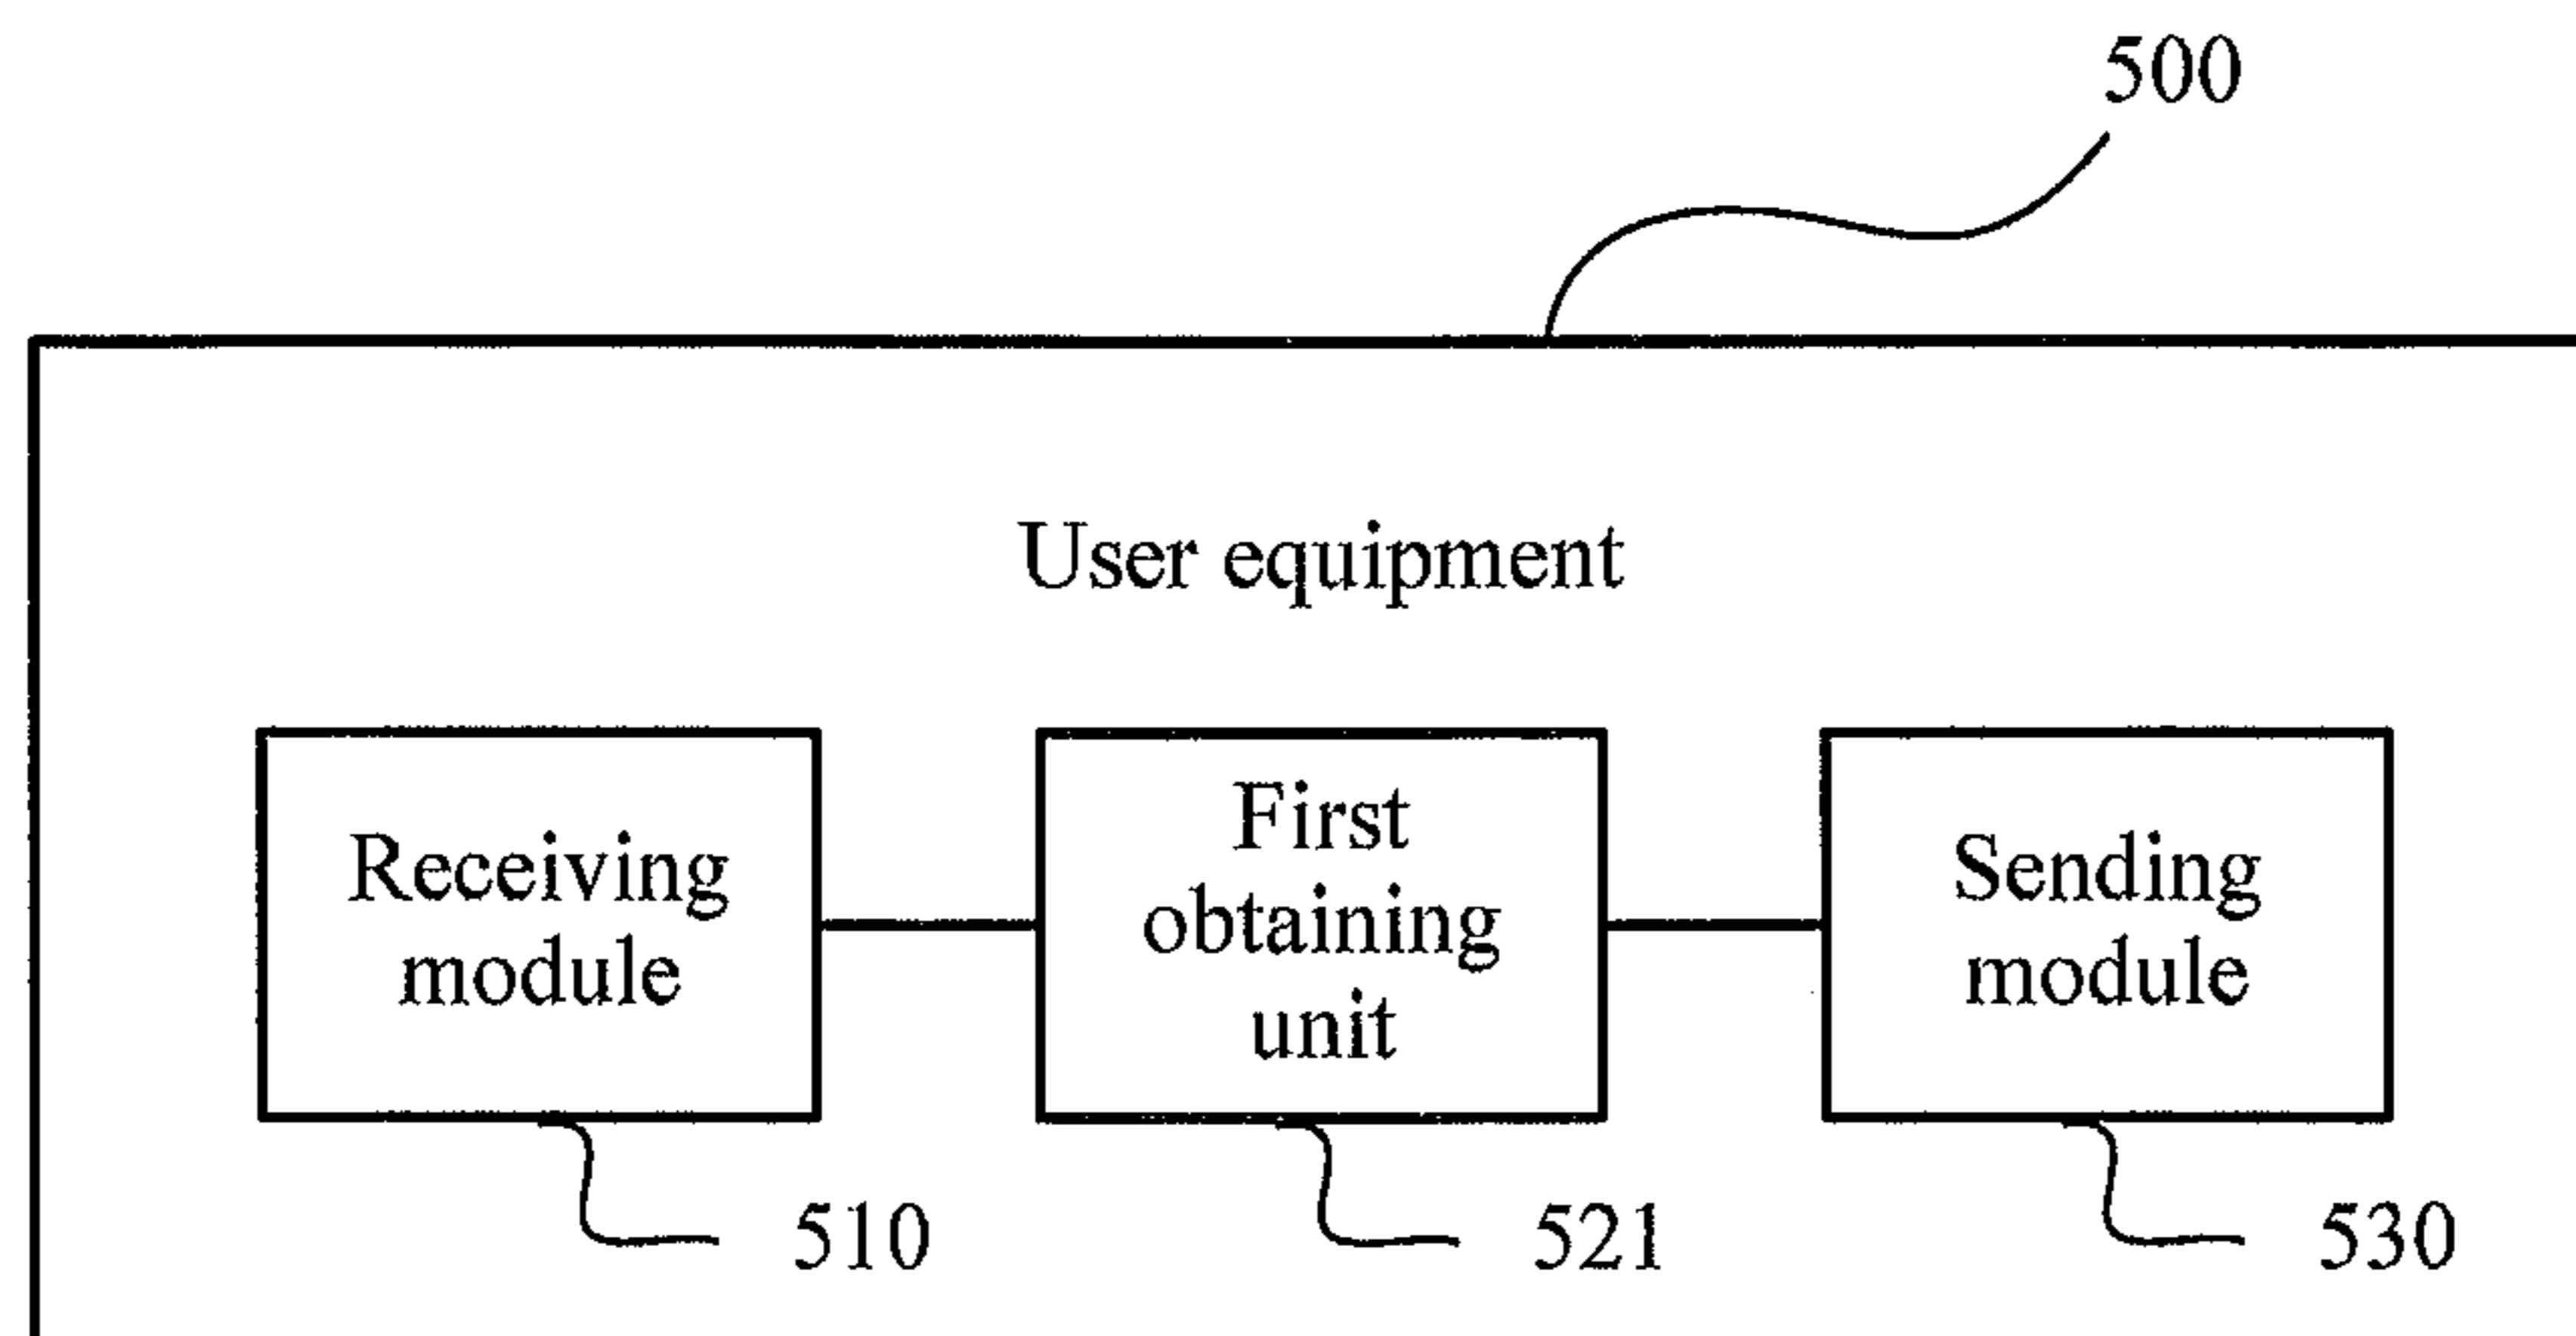 500
User equipment
Receiving
module
First
obtaining
unit
Sending
module
510
521
530